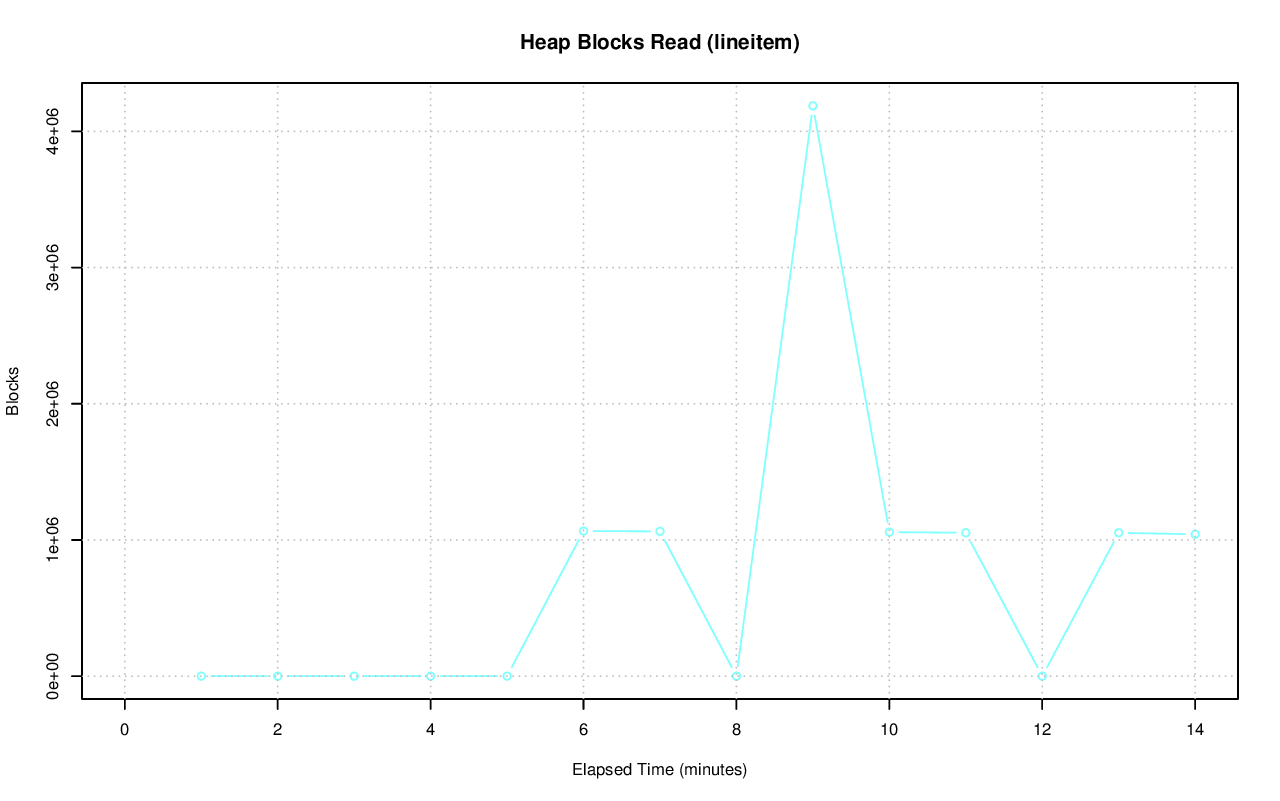 Heap Blocks Read (lineitem)
Blocks
4e+06
3e+06
2e+06
1e+06
0e+00
0 2 4 6 8 10 12 14
Elapsed Time (minutes)